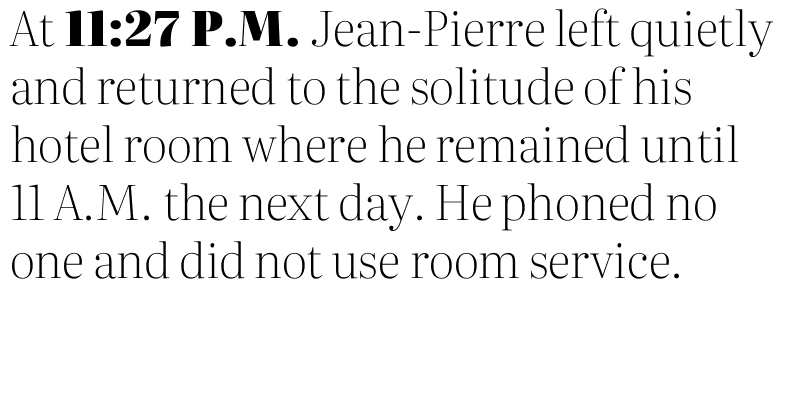 At 11:27 P.M. Jean-Pierre left quietly
and returned to the solitude of his
hotel room where he remained until
11 A.M. the next day. He phoned no
one and did not use room service.